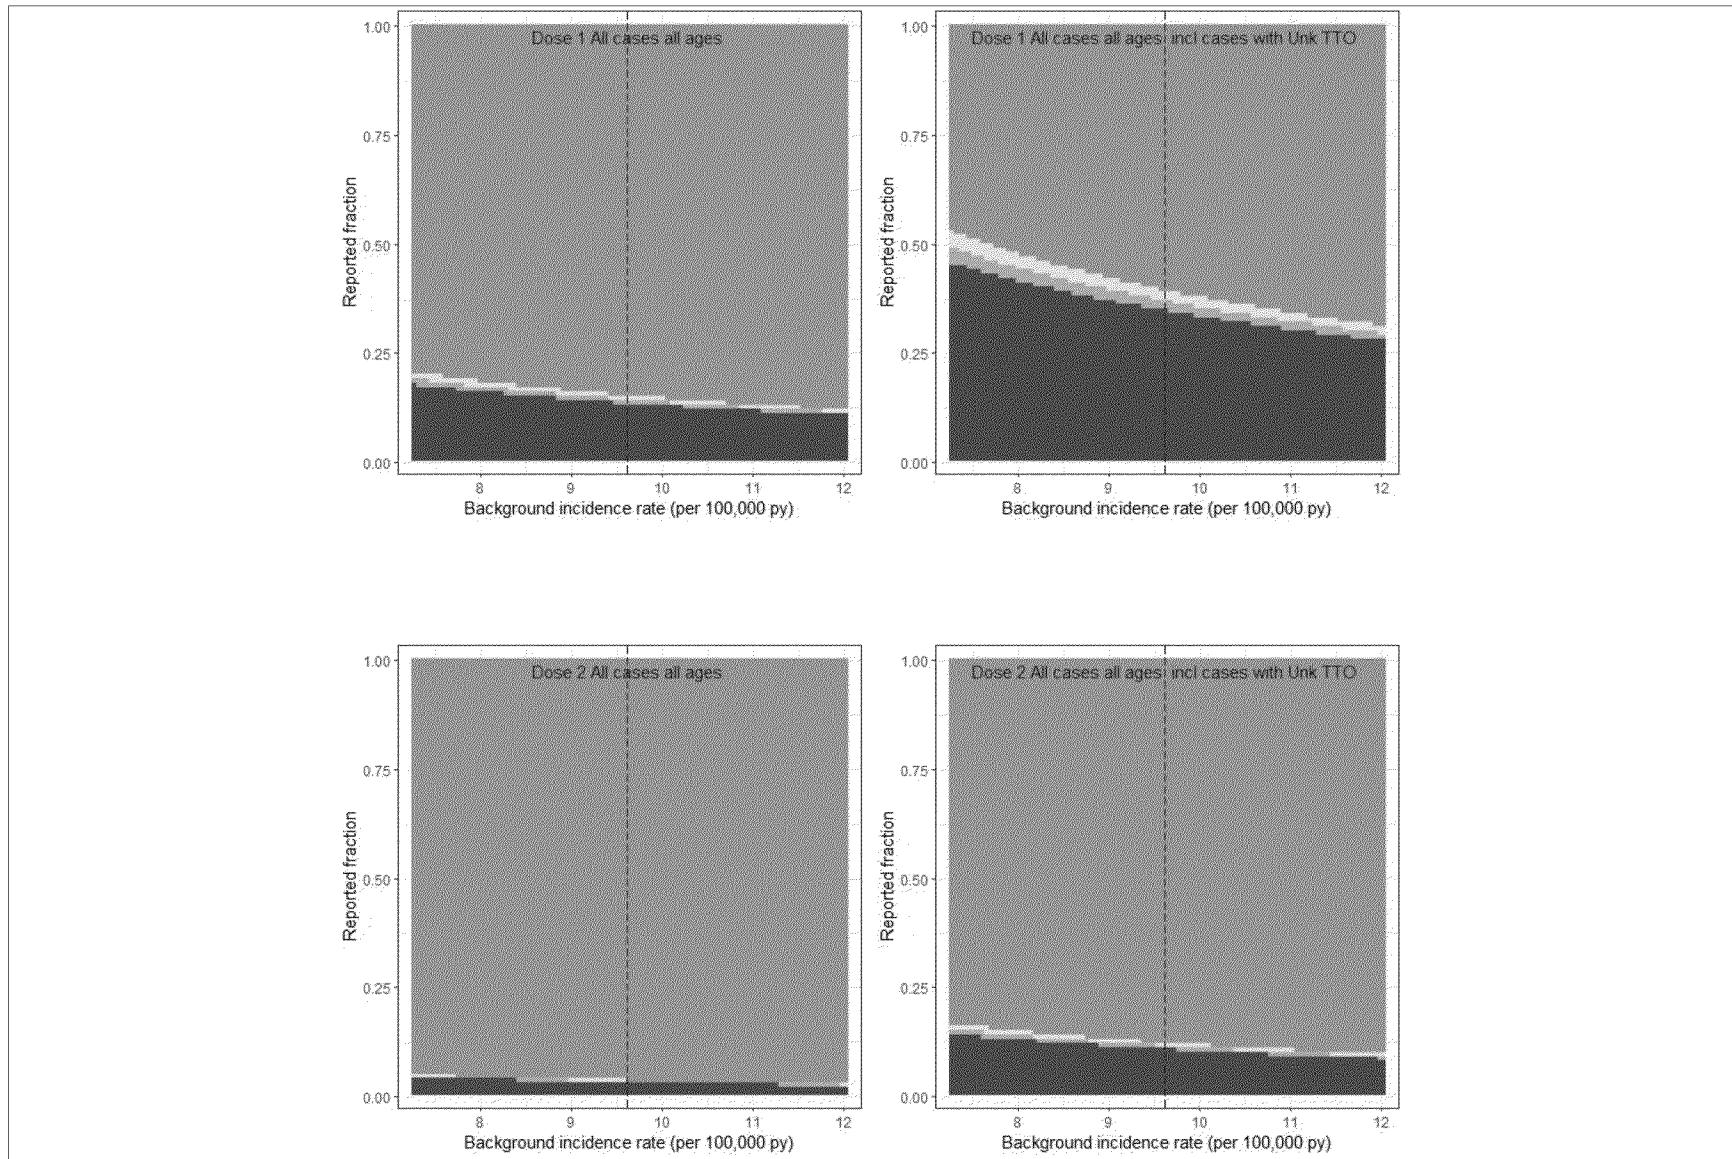 Dose 1 All cases all ages
1.00
0.75
0.50
0.25
0.00
Reported fraction
8 9 10 11 12
Background incidence rate (per 100,000 py)
Dose 1 All cases all ages incl cases with Unk TTO
1.00
0.75
0.50
0.25
0.00
Reported fraction
8 9 10 11 12
Background incidence rate (per 100,000 py)
Dose 2 All cases all ages
1.00
0.75
0.50
0.25
0.00
Reported fraction
8 9 10 11 12
Background incidence rate (per 100,000 py)
Dose 2 All cases all ages incl cases with Unk TTO
1.00
0.75
0.50
0.25
0.00
Reported fraction
8 9 10 11 12
Background incidence rate (per 100,000 py)